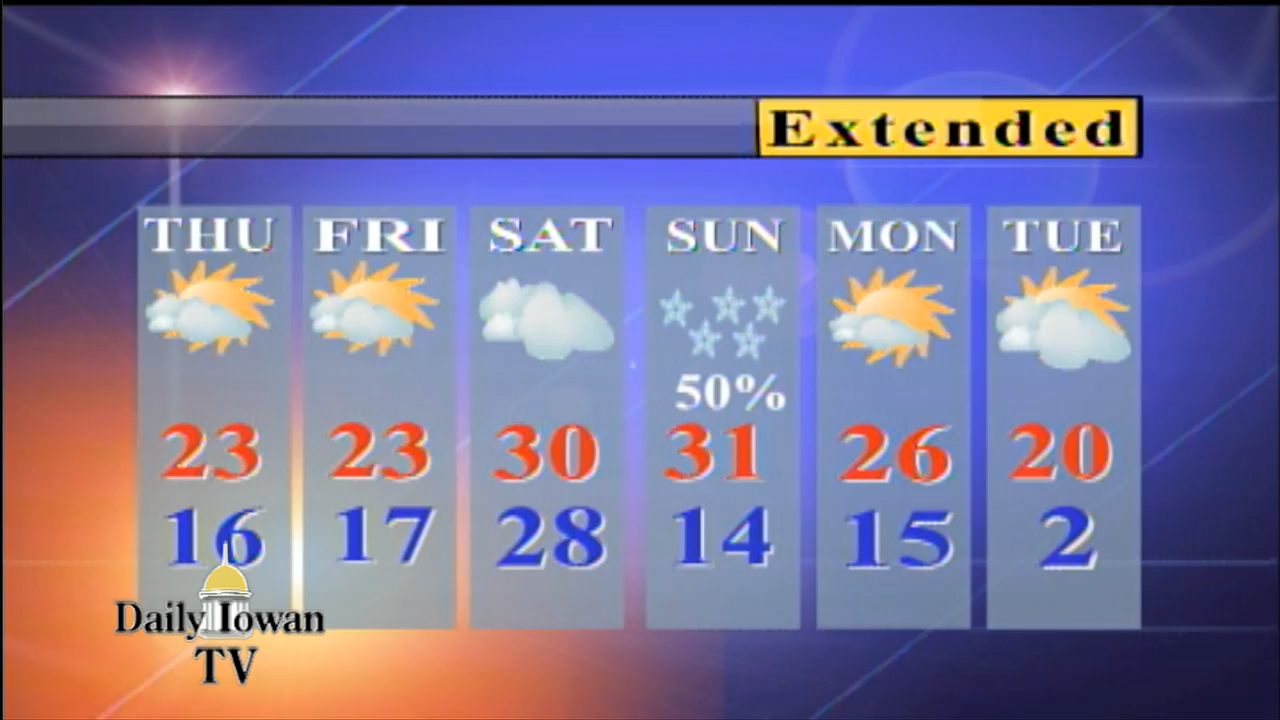 Extended
THU FRI SAT SUN MON TUE
50%
23 23 30 31 26 20
16 17 28 14 15 2
Daily Iowan
TV